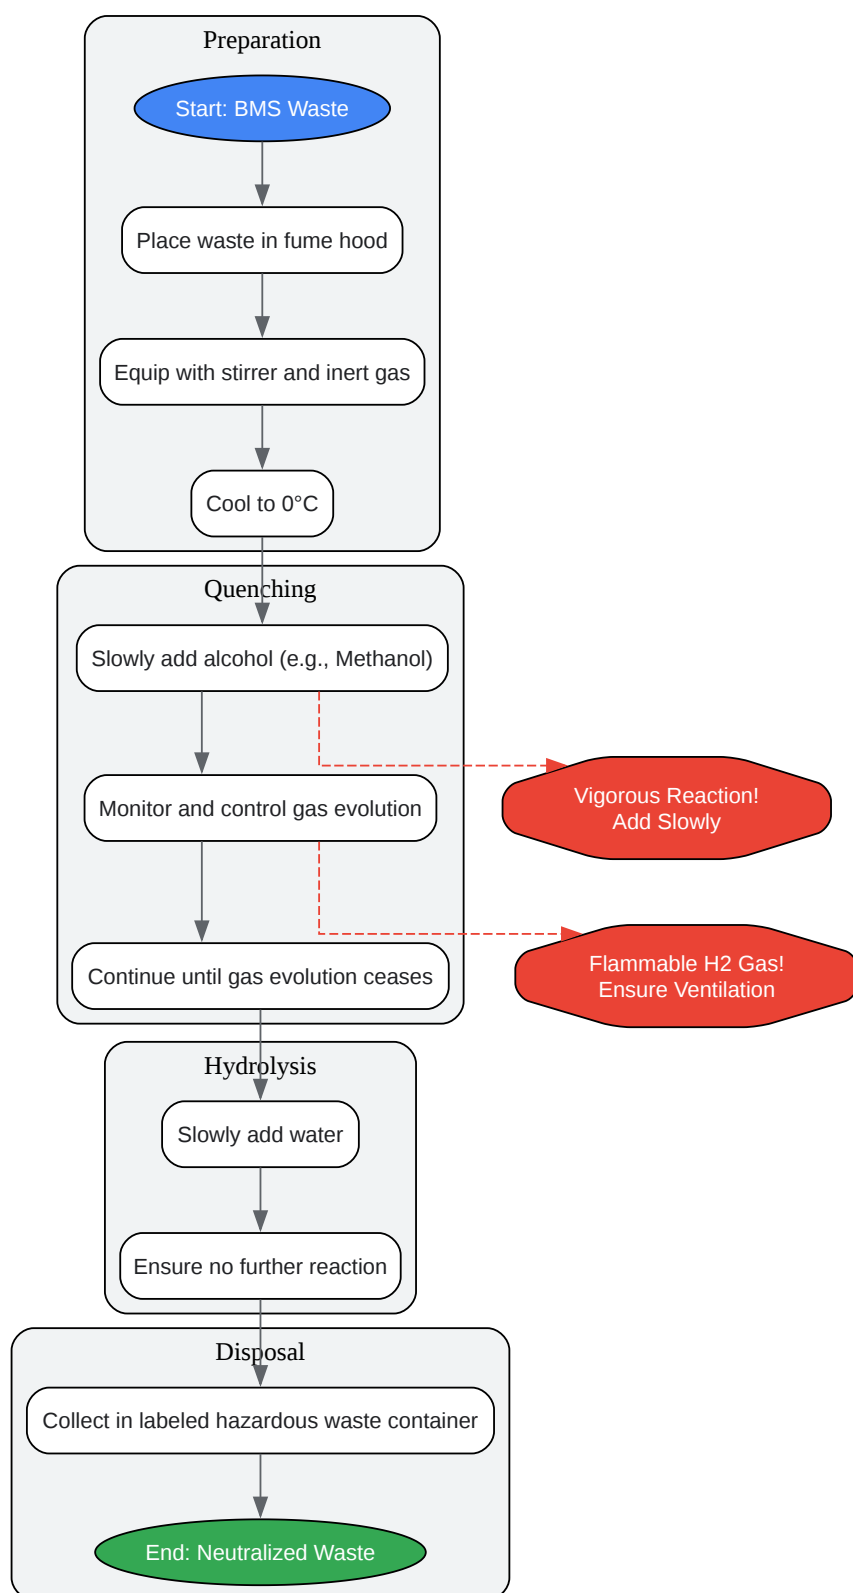 Preparation
Start: BMS Waste
Place waste in fume hood
Equip with stirrer and inert gas
Cool to 0°C
Quenching
Slowly add alcohol (e.g., Methanol)
Monitor and control gas evolution
Vigorous Reaction!
Add Slowly
Continue until gas evolution ceases
Flammable H2 Gas!
Ensure Ventilation
Hydrolysis
Slowly add water
Ensure no further reaction
Disposal
Collect in labeled hazardous waste container
End: Neutralized Waste